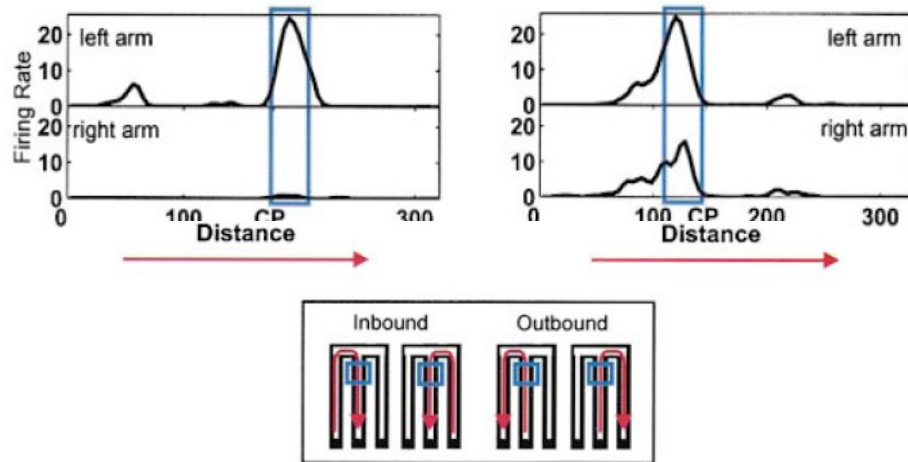 Firing Rate
20
10
0
left arm
20
10
0
right arm
0 100 CP 300
Distance
20
10
0
left arm
20
10
0
right arm
0 100 CP 200 300
Distance
Inbound Outbound